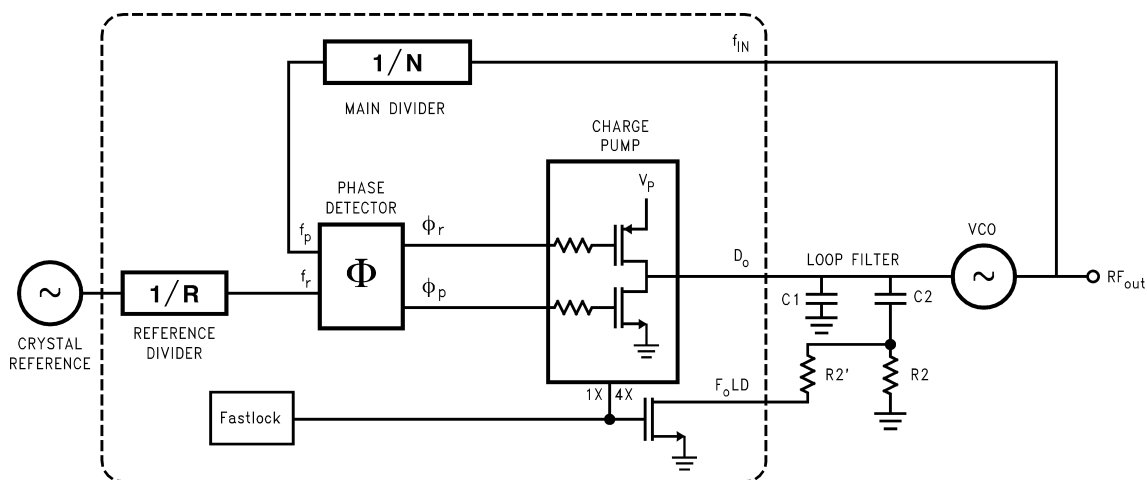 f_IN
1/N
MAIN DIVIDER
CHARGE
PUMP
V_P
PHASE
DETECTOR
f_p
f_r
Φ
ϕ_r
ϕ_p
D_o
LOOP FILTER
VCO
~
RF_out
C1
C2
~
1/R
CRYSTAL
REFERENCE
REFERENCE
DIVIDER
R2'
R2
1X
4X
F_oLD
Fastlock